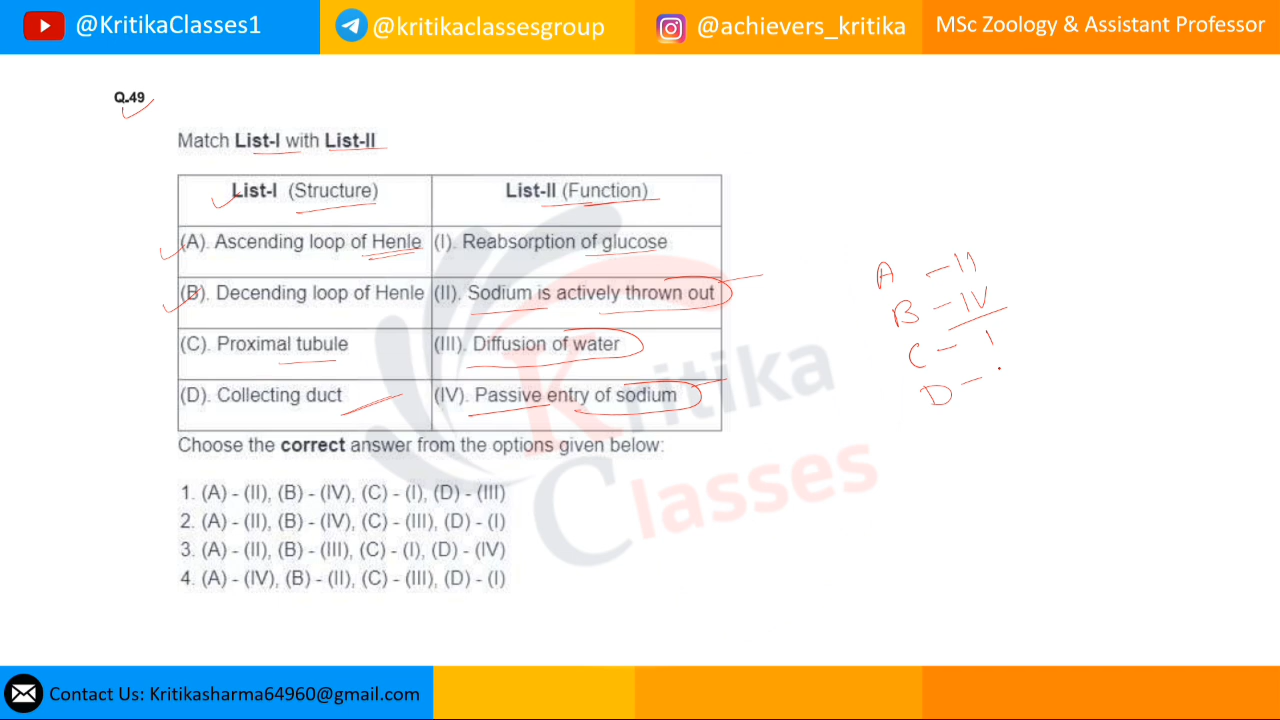 @KritikaClasses1 @kritikaclassesgroup @achievers_kritika MSc Zoology & Assistant Professor
Q.49
Match List-I with List-II
List-I (Structure) List-II (Function)
(A). Ascending loop of Henle (I). Reabsorption of glucose
(B). Decending loop of Henle (II). Sodium is actively thrown out
(C). Proximal tubule (III). Diffusion of water
(D). Collecting duct (IV). Passive entry of sodium
A - II
B - IV
C - I
D -
Kritika
Classes
Choose the correct answer from the options given below:
1. (A) - (II), (B) - (IV), (C) - (I), (D) - (III)
2. (A) - (II), (B) - (IV), (C) - (III), (D) - (I)
3. (A) - (II), (B) - (III), (C) - (I), (D) - (IV)
4. (A) - (IV), (B) - (II), (C) - (III), (D) - (I)
Contact Us: Kritikasharma64960@gmail.com